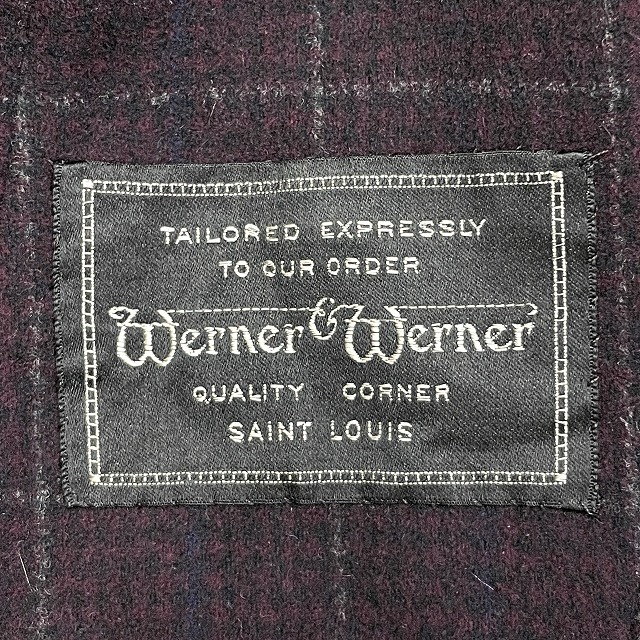 TAILORED EXPRESSLY
TO OUR ORDER
Werner & Werner
QUALITY CORNER
SAINT LOUIS